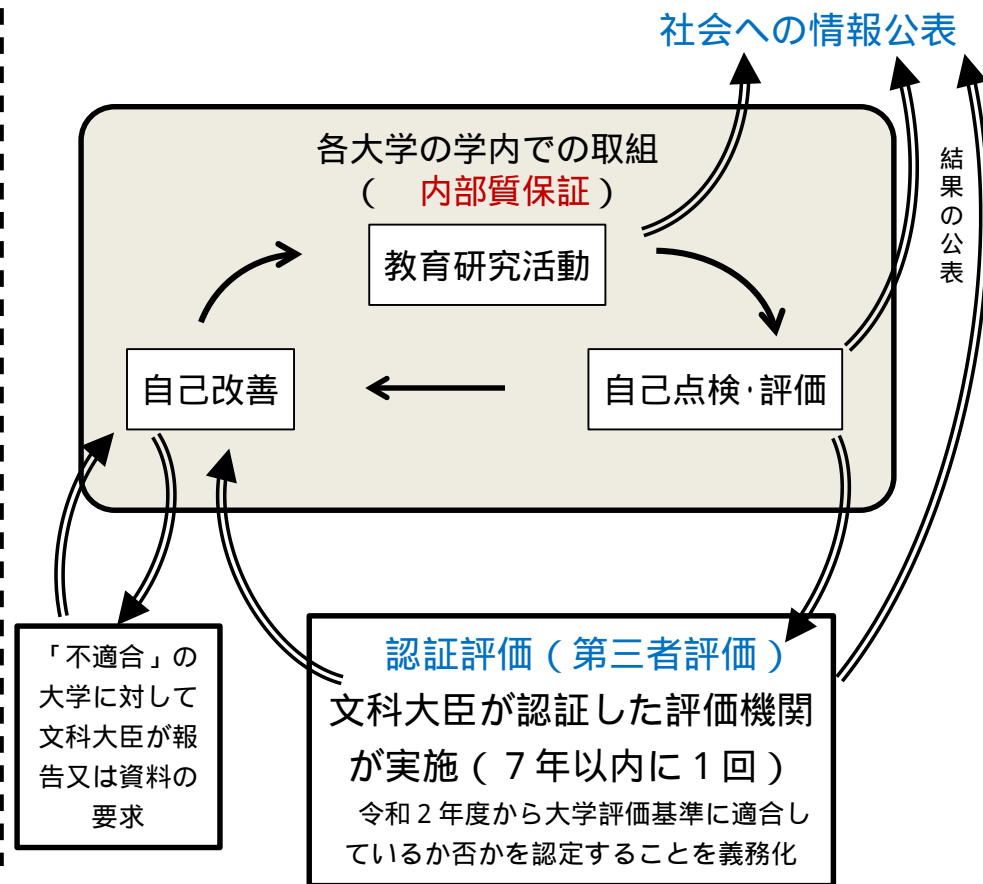 社会への情報公表
各大学の学内での取組
(　内部質保証)
結果の公表
教育研究活動
自己改善
自己点検・評価
「不適合」の
大学に対して
文科大臣が報
告又は資料の
要求
認証評価(第三者評価)
文科大臣が認証した評価機関
が実施(7年以内に1回)
令和2年度から大学評価基準に適合し
ているか否かを認定することを義務化